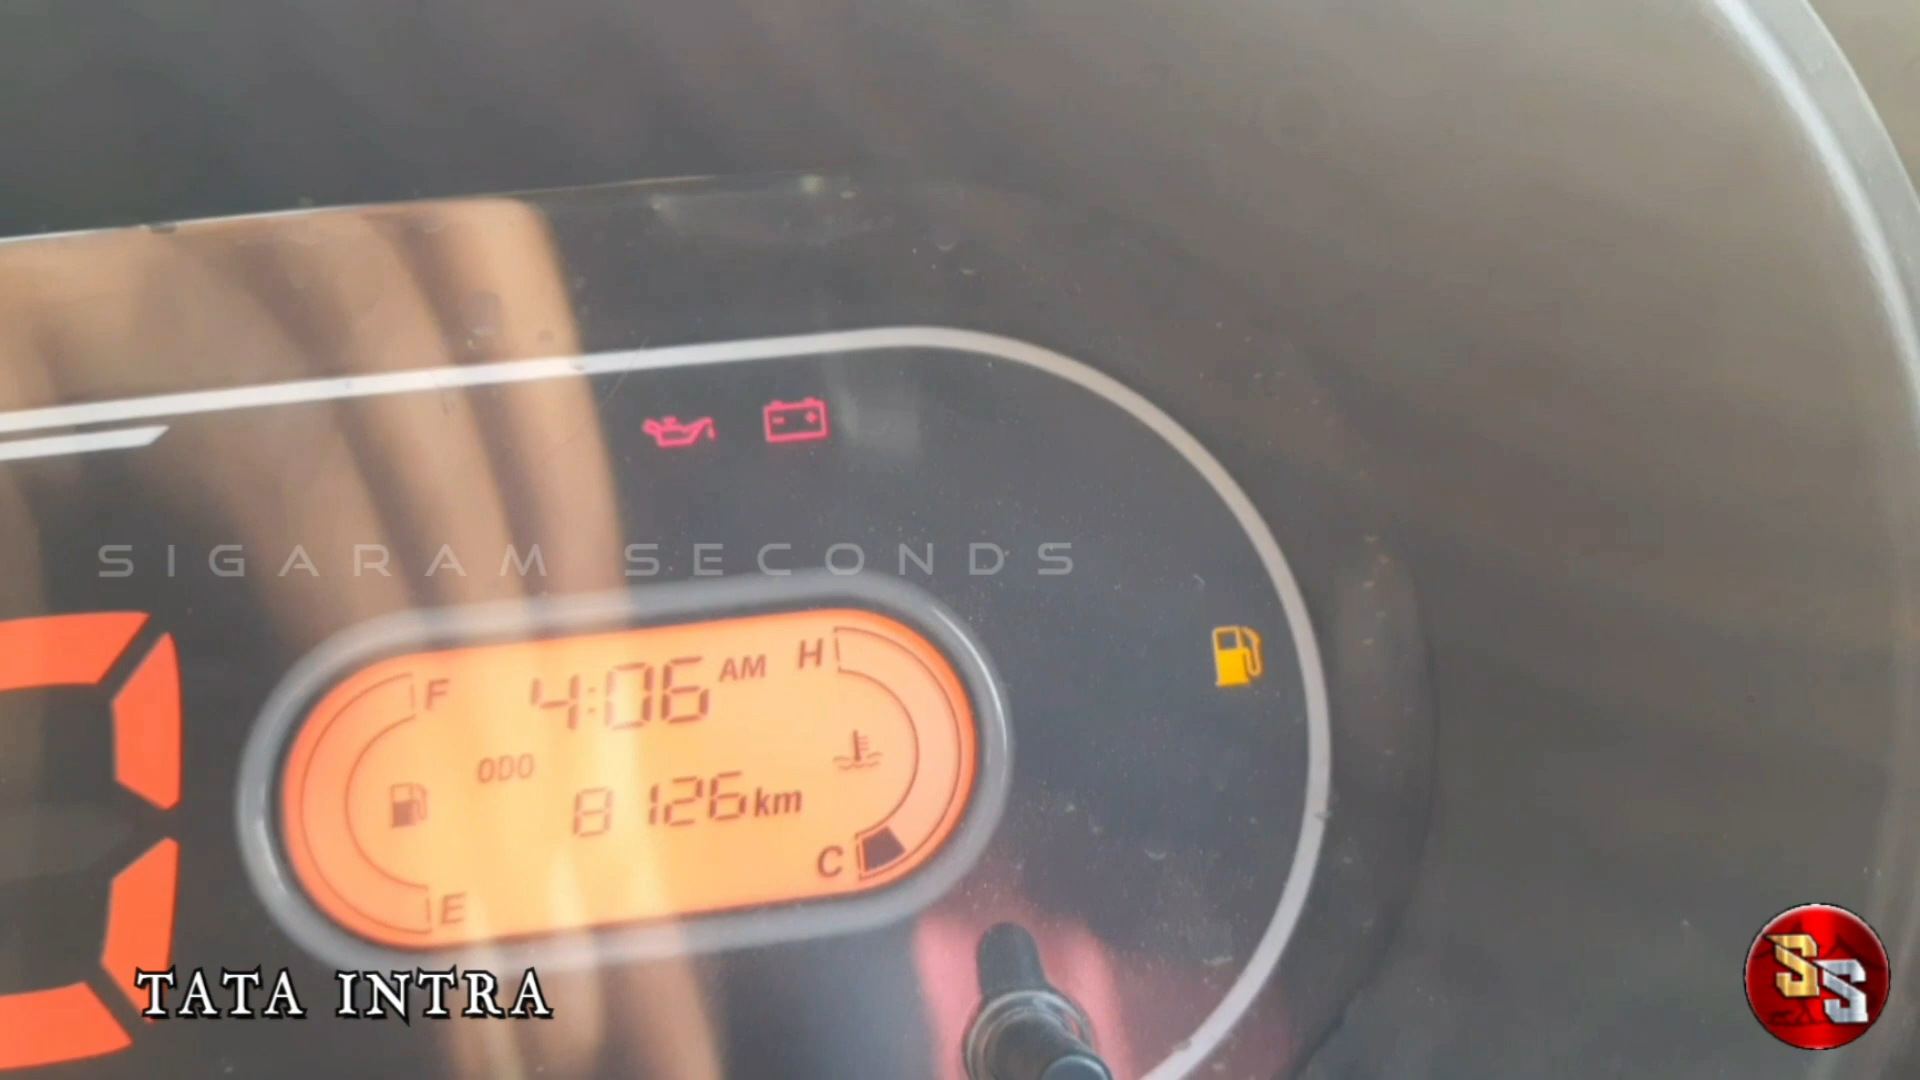 SIGARAM SECONDS
F 4:06 AM H
ODO
8126 km
C
E
TATA INTRA
SS